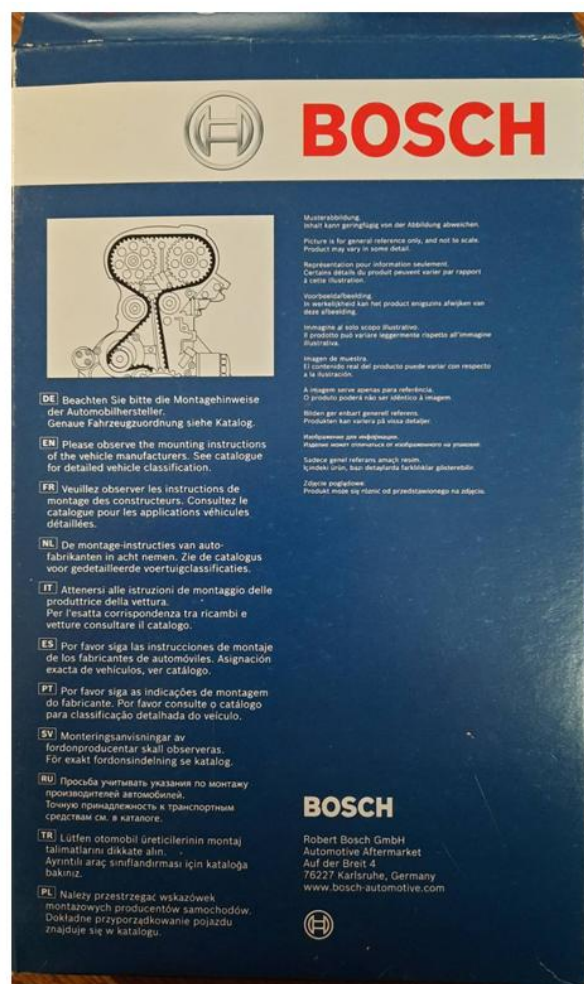 BOSCH
Musterabbildung.
Inhalt kann geringfügig von der Abbildung abweichen.
Picture is for general reference only, and not to scale.
Product may vary in some detail.
Représentation pour information seulement.
Certains détails du produit peuvent varier par rapport
à cette illustration.
Voorbeeldafbeelding.
In werkelijkheid kan het product enigszins afwijken van
deze afbeelding.
Immagine al solo scopo illustrativo.
Il prodotto può variare leggermente rispetto all'immagine
illustrativa.
Imagen de muestra.
El contenido real del producto puede variar con respecto
a la ilustración.
A imagem serve apenas para referência.
O produto poderá não ser idêntico à imagem.
Bilden ger enbart generell referens.
Produkten kan variera på vissa detaljer.
Изображение для информации.
Изделие может отличаться от изображенного на упаковке.
Sadece genel referans amaçlı resim.
İçindeki ürün, bazı detaylarda farklılıklar gösterebilir.
Zdjęcie poglądowe.
Produkt może się różnić od przedstawionego na zdjęciu.
DE Beachten Sie bitte die Montagehinweise
der Automobilhersteller.
Genaue Fahrzeugzuordnung siehe Katalog.
EN Please observe the mounting instructions
of the vehicle manufacturers. See catalogue
for detailed vehicle classification.
FR Veuillez observer les instructions de
montage des constructeurs. Consultez le
catalogue pour les applications véhicules
détaillées.
NL De montage-instructies van auto-
fabrikanten in acht nemen. Zie de catalogus
voor gedetailleerde voertuigclassificaties.
IT Attenersi alle istruzioni di montaggio delle
produttrice della vettura.
Per l'esatta corrispondenza tra ricambi e
vetture consultare il catalogo.
ES Por favor siga las instrucciones de montaje
de los fabricantes de automóviles. Asignación
exacta de vehículos, ver catálogo.
PT Por favor siga as indicações de montagem
do fabricante. Por favor consulte o catálogo
para classificação detalhada do veículo.
SV Monteringsanvisningar av
fordonproducentar skall observeras.
För exakt fordonsindelning se katalog.
RU Просьба учитывать указания по монтажу
производителей автомобилей.
Точную принадлежность к транспортным
средствам см. в каталоге.
TR Lütfen otomobil üreticilerinin montaj
talimatlarını dikkate alın.
Ayrıntılı araç sınıflandırması için kataloğa
bakınız.
PL Należy przestrzegać wskazówek
montażowych producentów samochodów.
Dokładne przyporządkowanie pojazdu
znajduje się w katalogu.
BOSCH
Robert Bosch GmbH
Automotive Aftermarket
Auf der Breit 4
76227 Karlsruhe, Germany
www.bosch-automotive.com